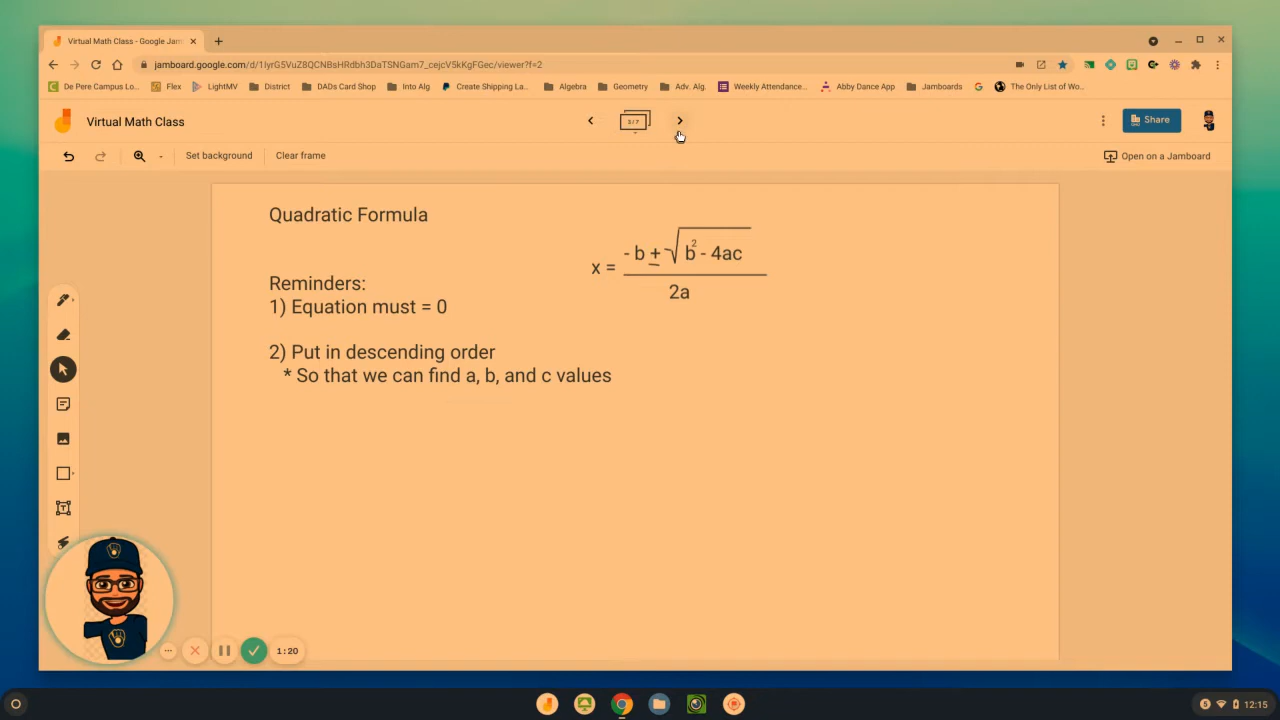 Virtual Math Class - Google Jam
jamboard.google.com/d/1IyrG5VuZ8QCNBsHRdbh3DaTSNGam7_cejcV5kKgFGec/viewer?f=2
De Pere Campus Lo... Flex LightMV District DADs Card Shop Into Alg Create Shipping La... Algebra Geometry Adv. Alg. Weekly Attendance... Abby Dance App Jamboards The Only List of Wo...
Virtual Math Class
3/7
Share
Set background Clear frame
Open on a Jamboard
Quadratic Formula
x = - b ± √ b² - 4ac
2a
Reminders:
1) Equation must = 0
2) Put in descending order
* So that we can find a, b, and c values
1:20
12:15